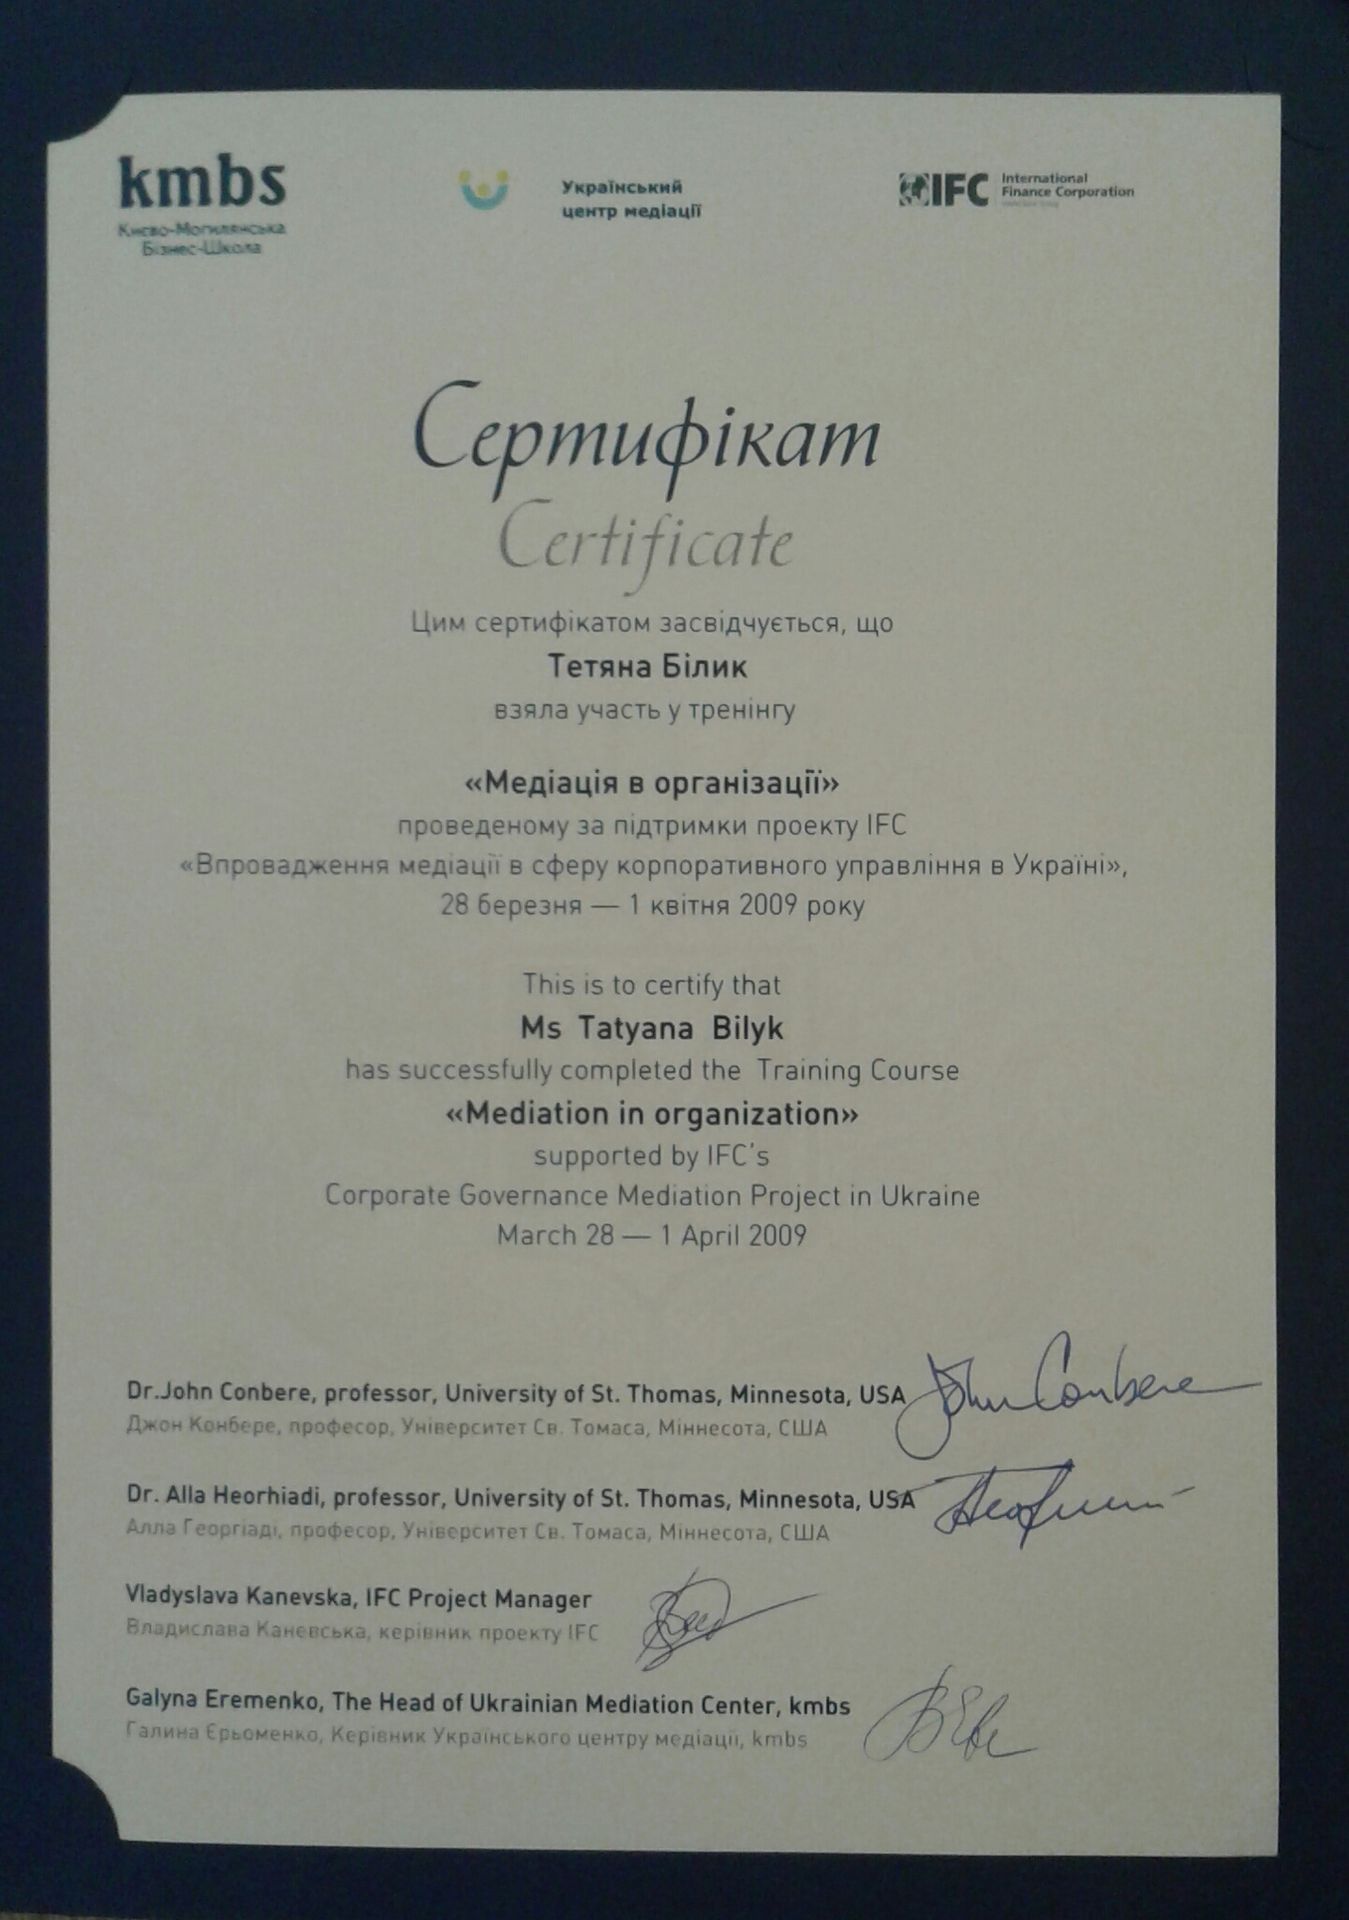 kmbs
Києво-Могилянська
Бізнес-Школа
Український
центр медіації
IFC
International
Finance Corporation
Сертифікат
Certificate
Цим сертифікатом засвідчується, що
Тетяна Білик
взяла участь у тренінгу
«Медіація в організації»
проведеному за підтримки проекту IFC
«Впровадження медіації в сферу корпоративного управління в Україні»,
28 березня — 1 квітня 2009 року
This is to certify that
Ms Tatyana Bilyk
has successfully completed the Training Course
«Mediation in organization»
supported by IFC's
Corporate Governance Mediation Project in Ukraine
March 28 — 1 April 2009
Dr.John Conbere, professor, University of St. Thomas, Minnesota, USA
John Conbere
Джон Конбере, професор, Університет Св. Томаса, Міннесота, США
Dr. Alla Heorhiadi, professor, University of St. Thomas, Minnesota, USA
Алла Георгіаді, професор, Університет Св. Томаса, Міннесота, США
Vladyslava Kanevska, IFC Project Manager
Владислава Каневська, керівник проекту IFC
Galyna Eremenko, The Head of Ukrainian Mediation Center, kmbs
Галина Єрьоменко, Керівник Українського центру медіації, kmbs